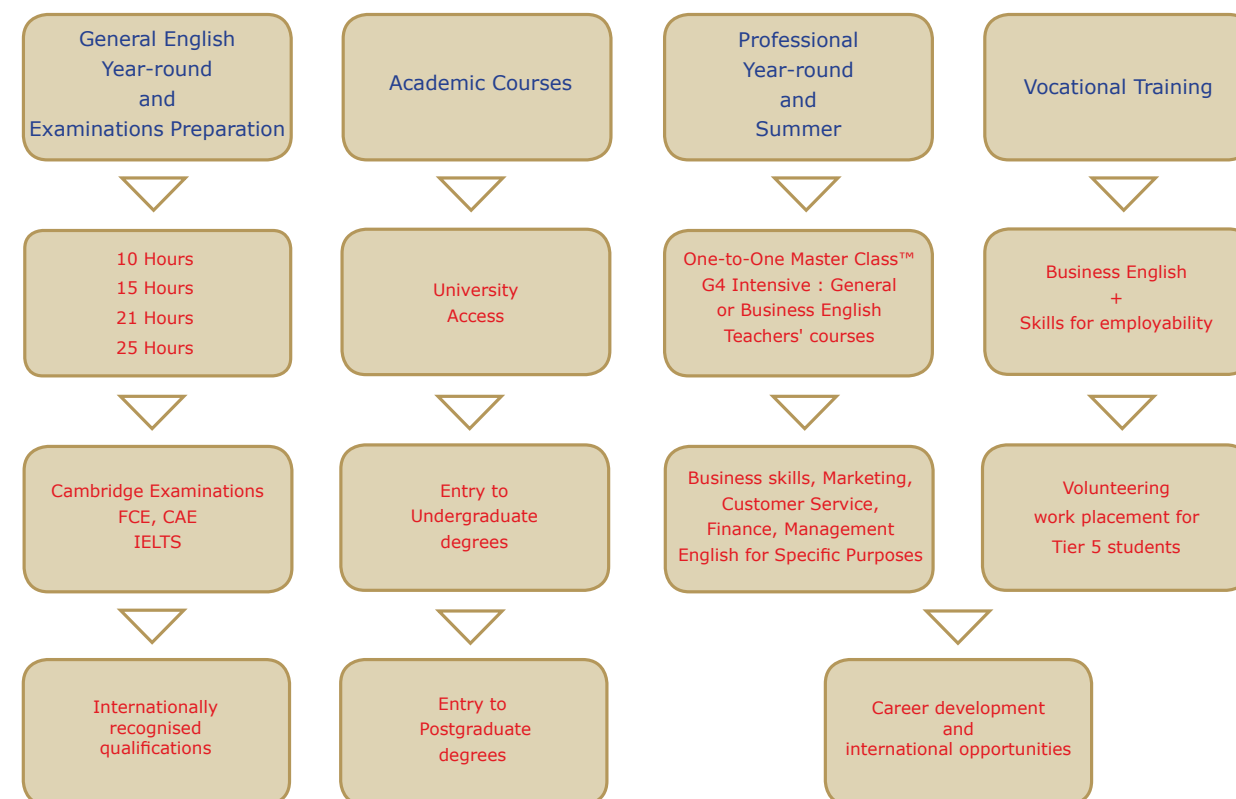 General English
Year-round
and
Examinations Preparation
Academic Courses
Professional
Year-round
and
Summer
Vocational Training
10 Hours
15 Hours
21 Hours
25 Hours
University
Access
One-to-One Master Class™
G4 Intensive : General
or Business English
Teachers' courses
Business English
+
Skills for employability
Cambridge Examinations
FCE, CAE
IELTS
Entry to
Undergraduate
degrees
Business skills, Marketing,
Customer Service,
Finance, Management
English for Specific Purposes
Volunteering
work placement for
Tier 5 students
Internationally
recognised
qualifications
Entry to
Postgraduate
degrees
Career development
and
international opportunities